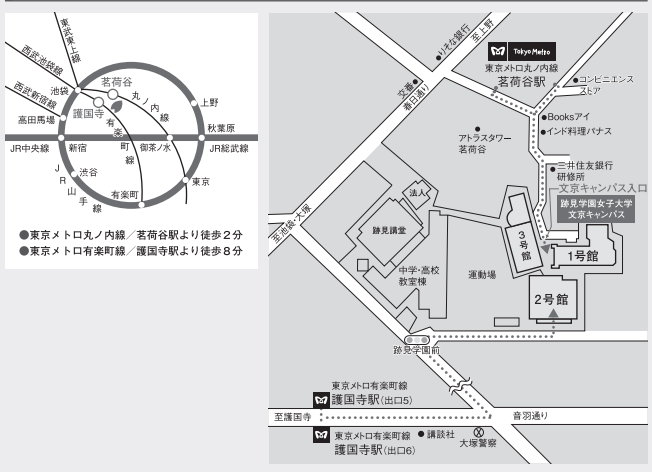 東武東上線
西武池袋線
西武新宿線
池袋
茗荷谷
護国寺
丸ノ内線
有楽町線
上野
高田馬場
秋葉原
JR中央線
新宿
御茶ノ水
JR総武線
渋谷
JR山手線
有楽町
東京
●東京メトロ丸ノ内線／茗荷谷駅より徒歩2分
●東京メトロ有楽町線／護国寺駅より徒歩8分
至上野
りそな銀行
Tokyo Metro
東京メトロ丸ノ内線
茗荷谷駅
交番
春日通り
コンビニエンス
ストア
Booksアイ
インド料理パナス
アトラスタワー
茗荷谷
三井住友銀行
研修所
文京キャンパス入口
跡見学園女子大学
文京キャンパス
法人
跡見講堂
3号館
1号館
2号館
至池袋・大塚
中学・高校
教室棟
運動場
跡見学園前
東京メトロ有楽町線
護国寺駅(出口5)
至護国寺
音羽通り
東京メトロ有楽町線
護国寺駅(出口6)
講談社
大塚警察